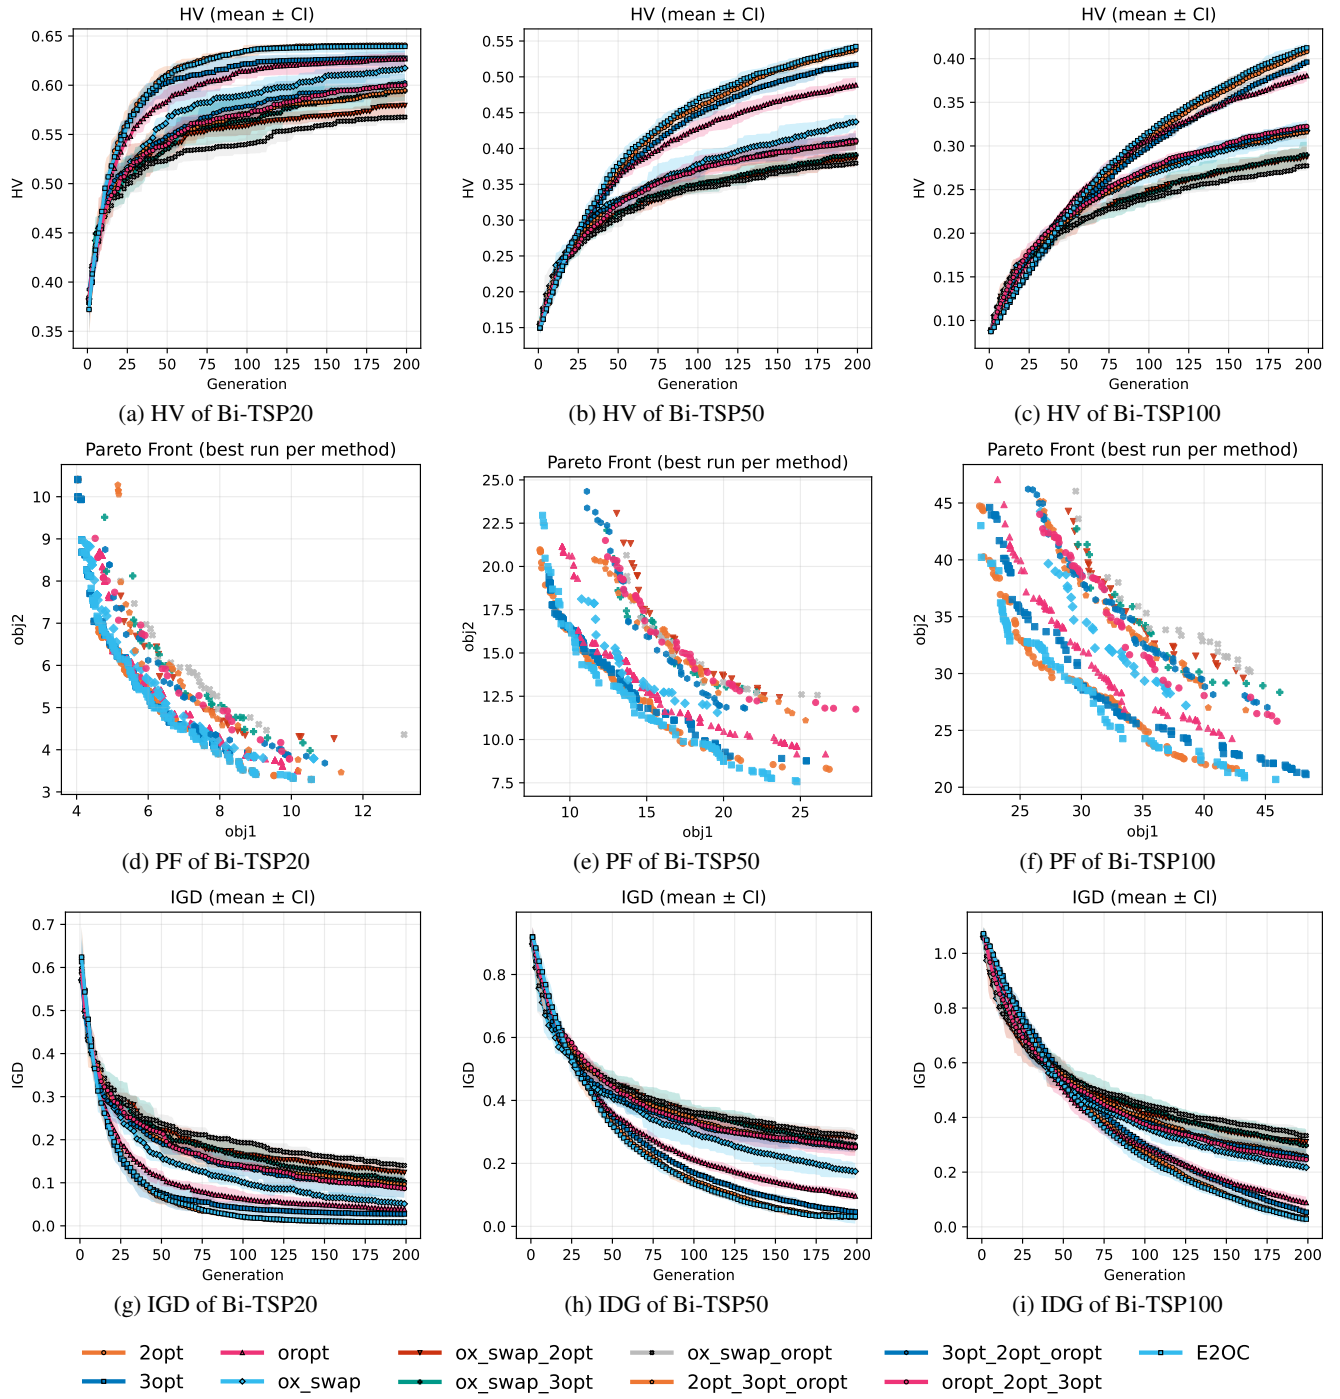 HV (mean ± CI)
HV (mean ± CI)
HV (mean ± CI)
0.65
0.60
0.55
0.50
0.45
0.40
0.35
HV
0 25 50 75 100 125 150 175 200
Generation
0.55
0.50
0.45
0.40
0.35
0.30
0.25
0.20
0.15
HV
0 25 50 75 100 125 150 175 200
Generation
0.40
0.35
0.30
0.25
0.20
0.15
0.10
HV
0 25 50 75 100 125 150 175 200
Generation
(a) HV of Bi-TSP20
(b) HV of Bi-TSP50
(c) HV of Bi-TSP100
Pareto Front (best run per method)
Pareto Front (best run per method)
Pareto Front (best run per method)
10
9
8
7
6
5
4
3
obj2
4 6 8 10 12
obj1
25.0
22.5
20.0
17.5
15.0
12.5
10.0
7.5
obj2
10 15 20 25
obj1
45
40
35
30
25
20
obj2
25 30 35 40 45
obj1
(d) PF of Bi-TSP20
(e) PF of Bi-TSP50
(f) PF of Bi-TSP100
IGD (mean ± CI)
IGD (mean ± CI)
IGD (mean ± CI)
0.7
0.6
0.5
0.4
0.3
0.2
0.1
0.0
IGD
0 25 50 75 100 125 150 175 200
Generation
0.8
0.6
0.4
0.2
0.0
IGD
0 25 50 75 100 125 150 175 200
Generation
1.0
0.8
0.6
0.4
0.2
0.0
IGD
0 25 50 75 100 125 150 175 200
Generation
(g) IGD of Bi-TSP20
(h) IDG of Bi-TSP50
(i) IDG of Bi-TSP100
2opt oropt ox_swap_2opt ox_swap_oropt 3opt_2opt_oropt E2OC
3opt ox_swap ox_swap_3opt 2opt_3opt_oropt oropt_2opt_3opt